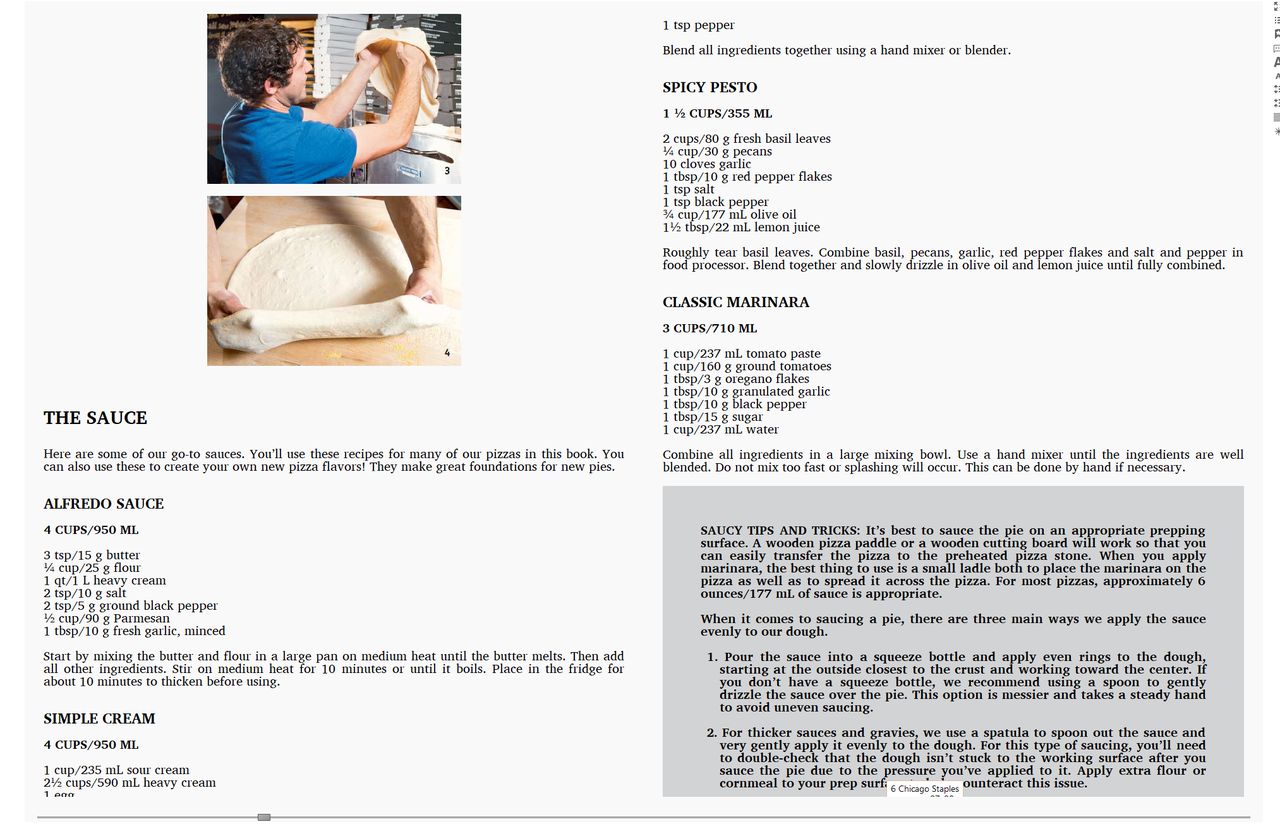 3
4
THE SAUCE
Here are some of our go-to sauces. You’ll use these recipes for many of our pizzas in this book. You
can also use these to create your own new pizza flavors! They make great foundations for new pies.
ALFREDO SAUCE
4 CUPS/950 ML
3 tsp/15 g butter
¼ cup/25 g flour
1 qt/1 L heavy cream
2 tsp/10 g salt
2 tsp/5 g ground black pepper
½ cup/90 g Parmesan
1 tbsp/10 g fresh garlic, minced
Start by mixing the butter and flour in a large pan on medium heat until the butter melts. Then add
all other ingredients. Stir on medium heat for 10 minutes or until it boils. Place in the fridge for
about 10 minutes to thicken before using.
SIMPLE CREAM
4 CUPS/950 ML
1 cup/235 mL sour cream
2½ cups/590 mL heavy cream
1 egg
1 tsp pepper
Blend all ingredients together using a hand mixer or blender.
SPICY PESTO
1 ½ CUPS/355 ML
2 cups/80 g fresh basil leaves
¼ cup/30 g pecans
10 cloves garlic
1 tbsp/10 g red pepper flakes
1 tsp salt
1 tsp black pepper
¾ cup/177 mL olive oil
1½ tbsp/22 mL lemon juice
Roughly tear basil leaves. Combine basil, pecans, garlic, red pepper flakes and salt and pepper in
food processor. Blend together and slowly drizzle in olive oil and lemon juice until fully combined.
CLASSIC MARINARA
3 CUPS/710 ML
1 cup/237 mL tomato paste
1 cup/160 g ground tomatoes
1 tbsp/3 g oregano flakes
1 tbsp/10 g granulated garlic
1 tbsp/10 g black pepper
1 tbsp/15 g sugar
1 cup/237 mL water
Combine all ingredients in a large mixing bowl. Use a hand mixer until the ingredients are well
blended. Do not mix too fast or splashing will occur. This can be done by hand if necessary.
SAUCY TIPS AND TRICKS: It’s best to sauce the pie on an appropriate prepping
surface. A wooden pizza paddle or a wooden cutting board will work so that you
can easily transfer the pizza to the preheated pizza stone. When you apply
marinara, the best thing to use is a small ladle both to place the marinara on the
pizza as well as to spread it across the pizza. For most pizzas, approximately 6
ounces/177 mL of sauce is appropriate.
When it comes to saucing a pie, there are three main ways we apply the sauce
evenly to our dough.
1. Pour the sauce into a squeeze bottle and apply even rings to the dough,
starting at the outside closest to the crust and working toward the center. If
you don’t have a squeeze bottle, we recommend using a spoon to gently
drizzle the sauce over the pie. This option is messier and takes a steady hand
to avoid uneven saucing.
2. For thicker sauces and gravies, we use a spatula to spoon out the sauce and
very gently apply it evenly to the dough. For this type of saucing, you’ll need
to double-check that the dough isn’t stuck to the working surface after you
sauce the pie due to the pressure you’ve applied to it. Apply extra flour or
cornmeal to your prep this issue.
6 Chicago Staples